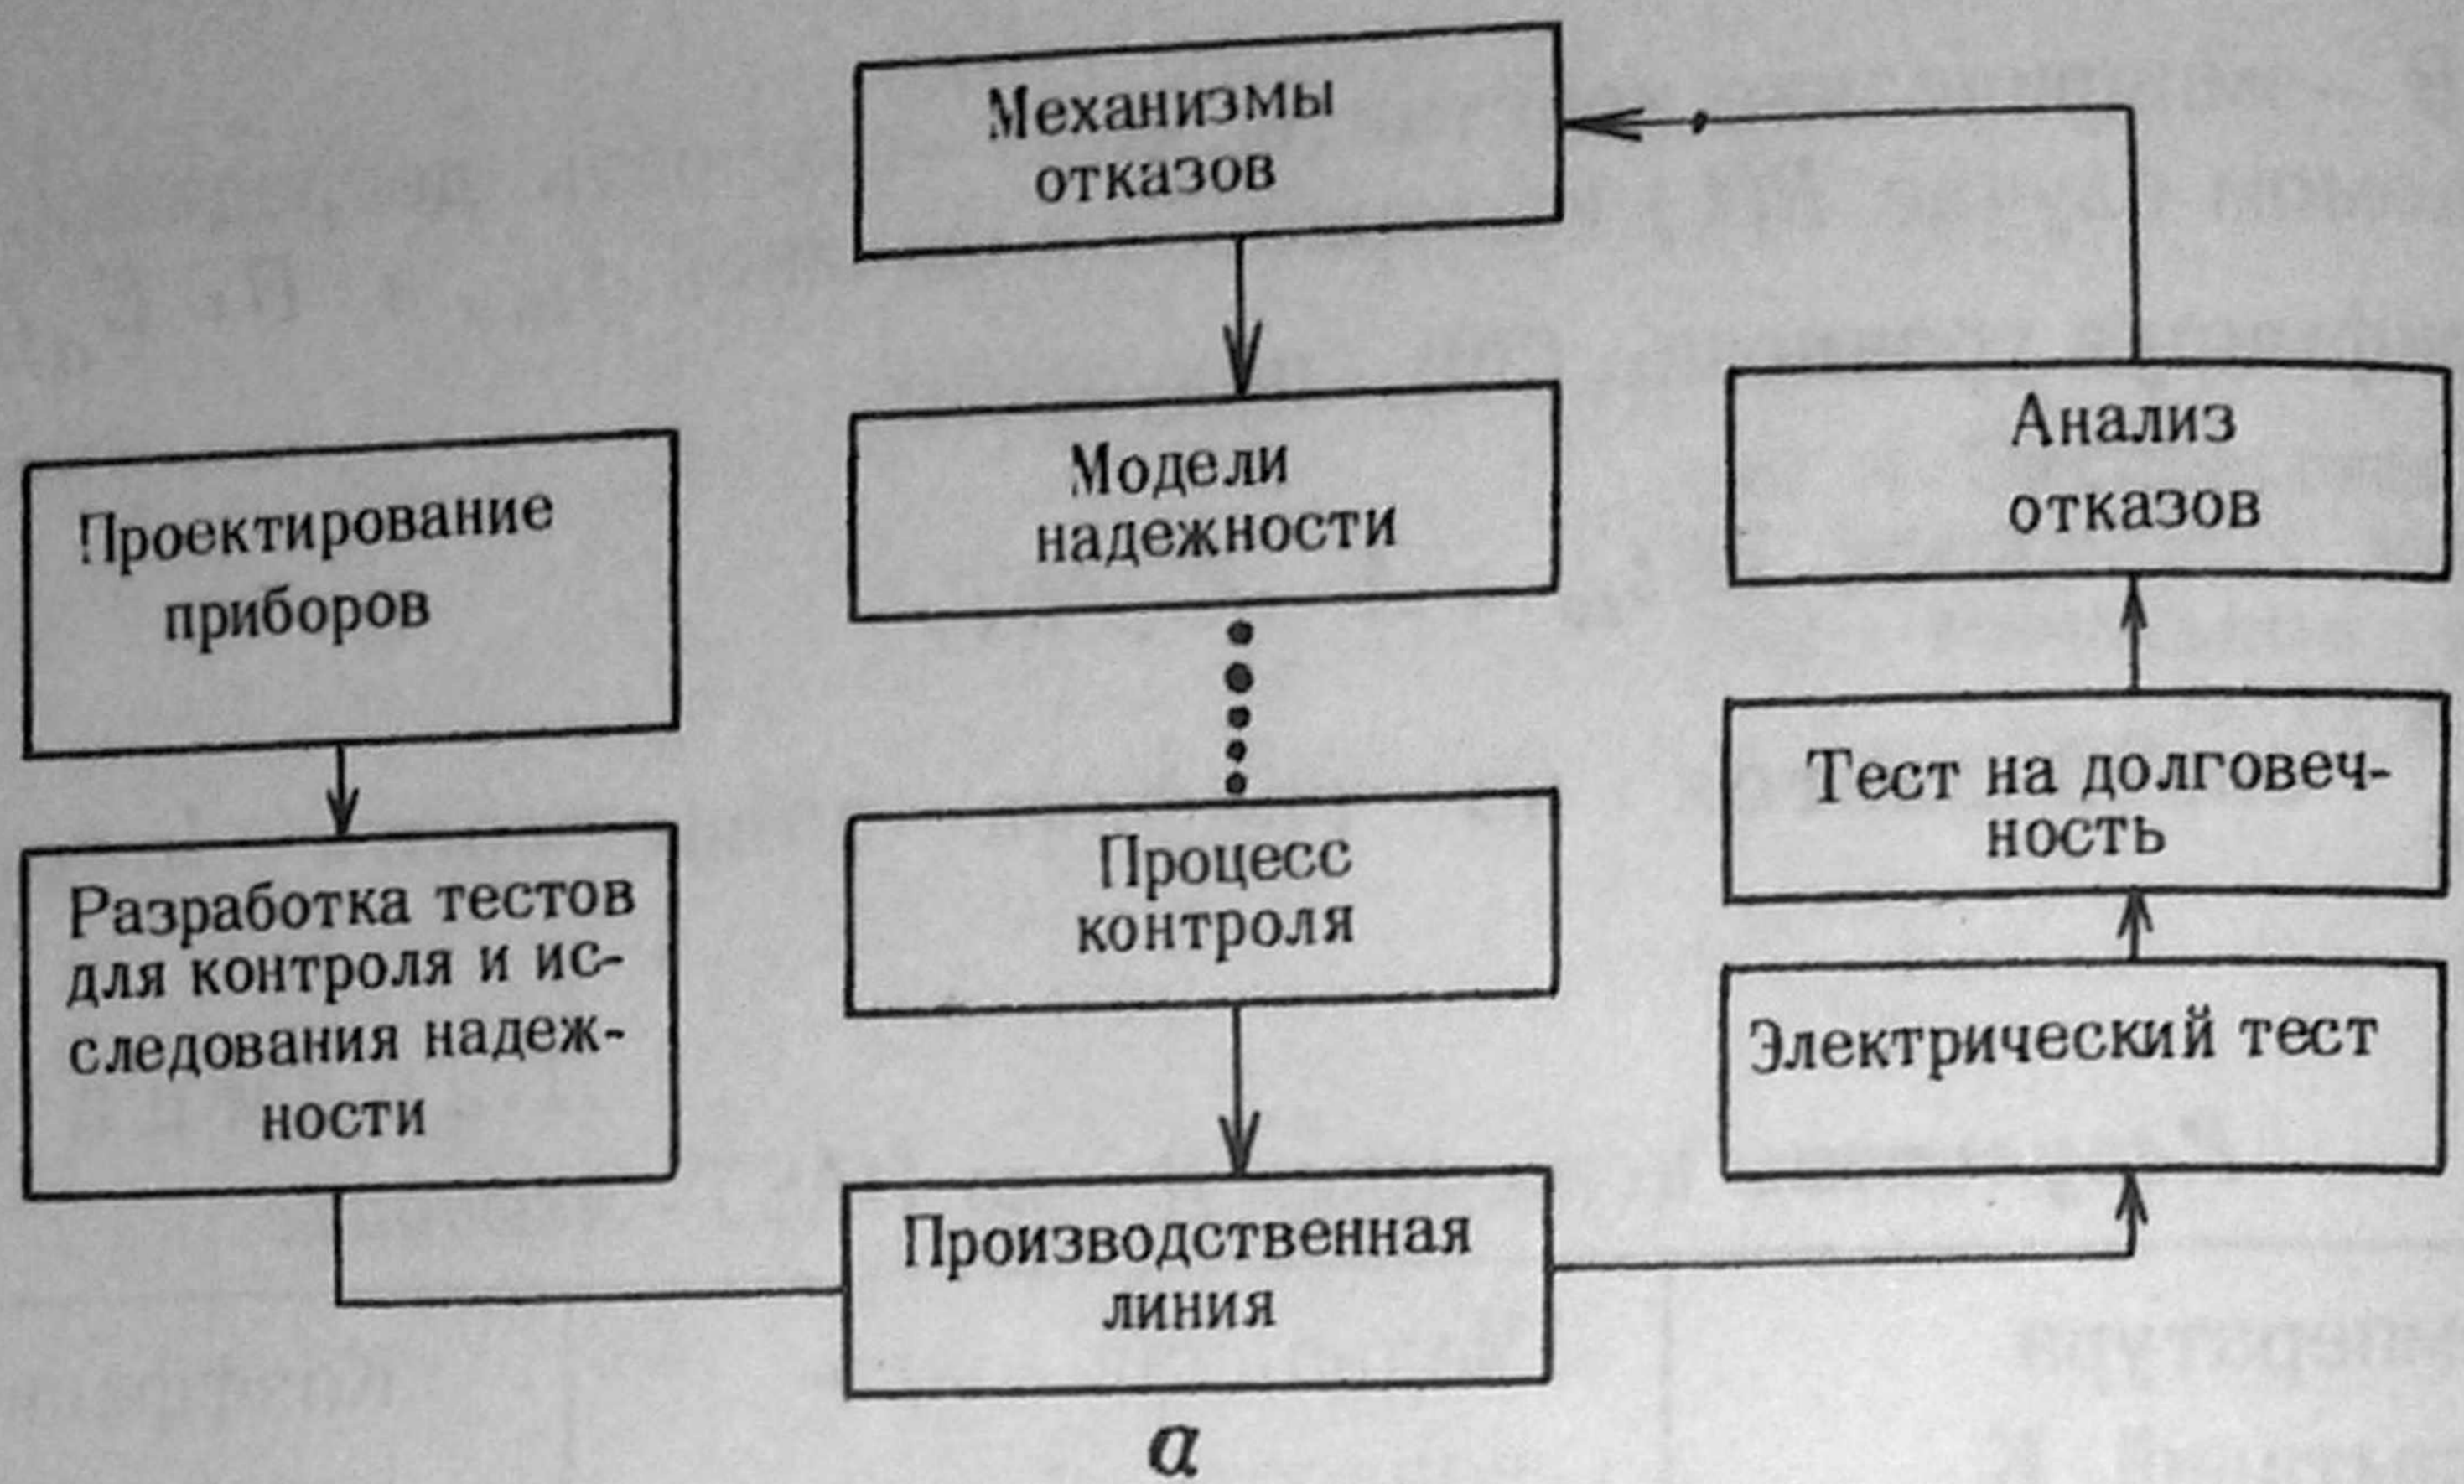 Механизмы
отказов
Модели
надежности
Анализ
отказов
Проектирование
приборов
Тест на долговеч-
ность
Процесс
контроля
Разработка тестов
для контроля и ис-
следования надеж-
ности
Электрический тест
Производственная
линия
а